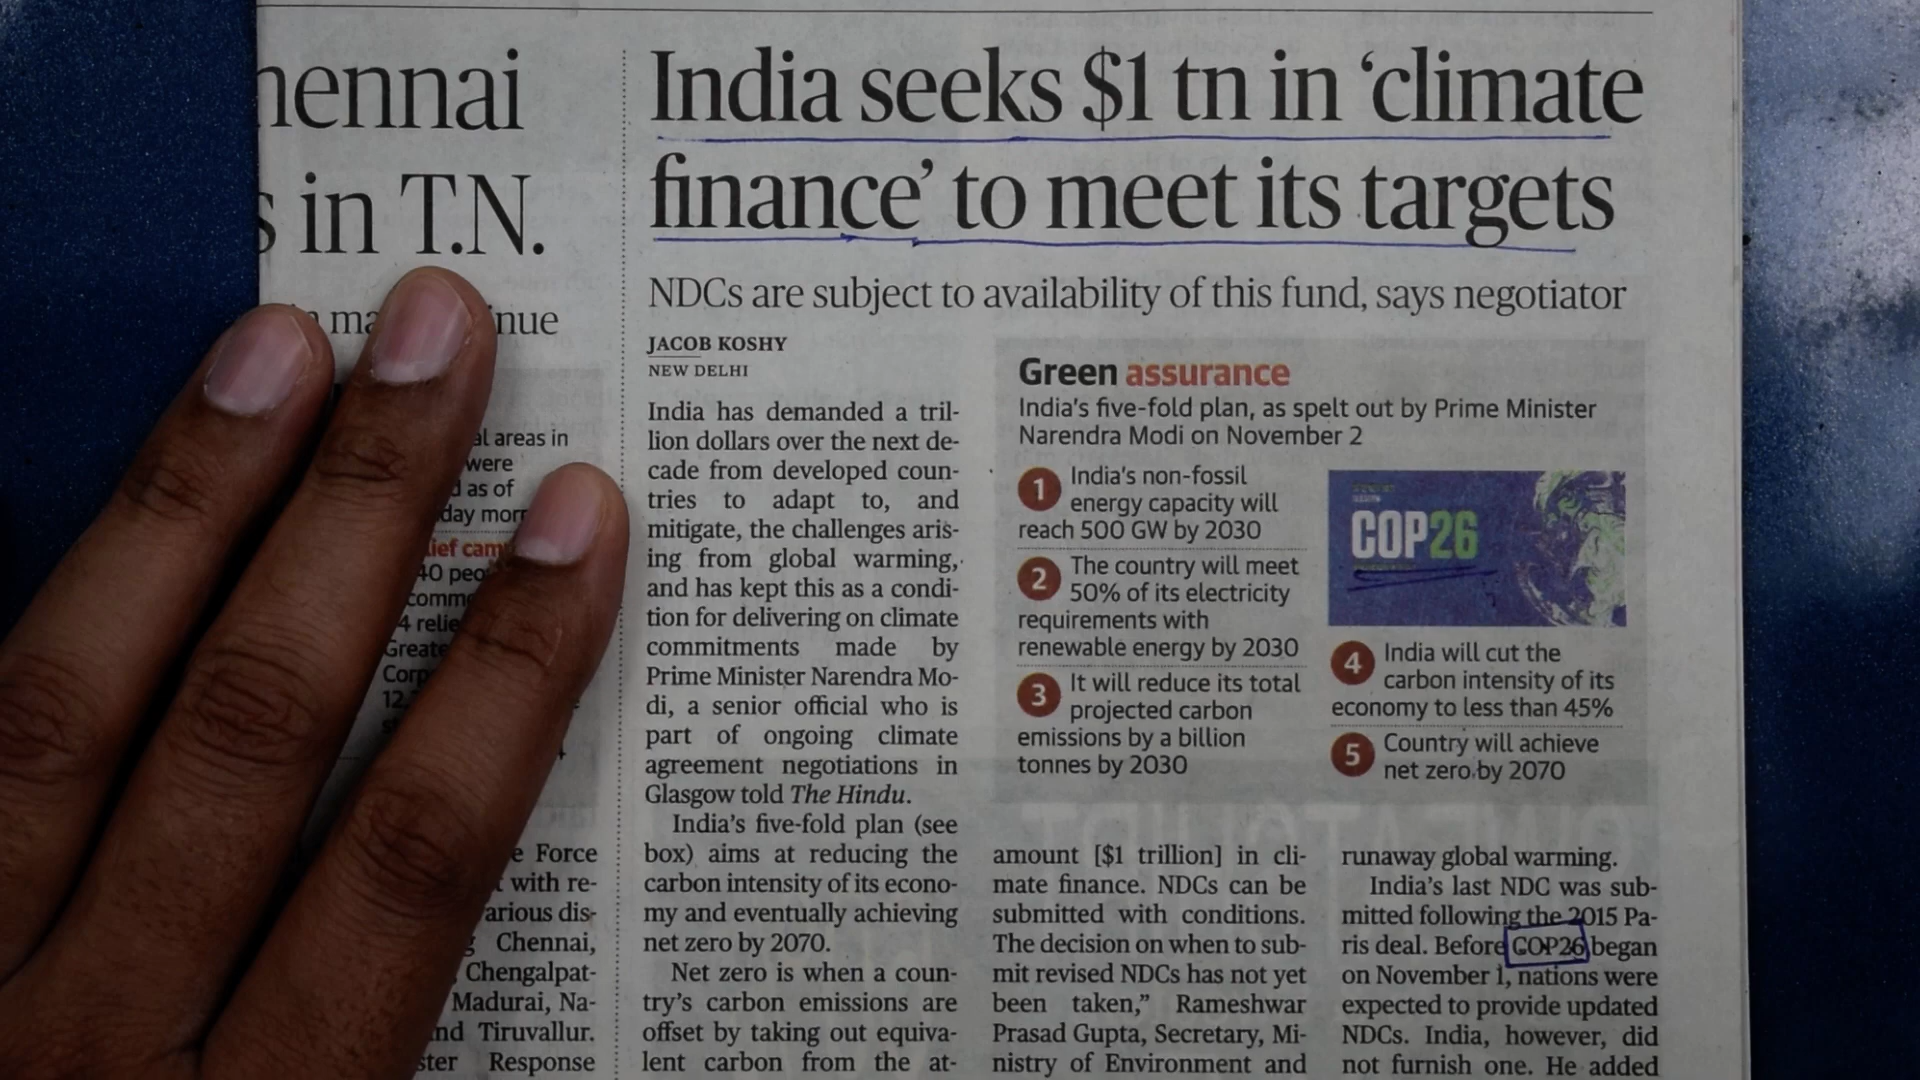 hennai
s in T.N.
nue
al areas in
were
d as of
day
40
4
12,
e Force
with re-
arious dis-
Chennai,
Chengalpat-
Madurai, Na-
nd Tiruvallur.
ster Response
India seeks $1 tn in ‘climate
finance’ to meet its targets
NDCs are subject to availability of this fund, says negotiator
JACOB KOSHY
NEW DELHI
India has demanded a tril-
lion dollars over the next de-
cade from developed coun-
tries to adapt to, and
mitigate, the challenges aris-
ing from global warming,
and has kept this as a condi-
tion for delivering on climate
commitments made by
Prime Minister Narendra Mo-
di, a senior official who is
part of ongoing climate
agreement negotiations in
Glasgow told The Hindu.
India’s five-fold plan (see
box) aims at reducing the
carbon intensity of its econo-
my and eventually achieving
net zero by 2070.
Net zero is when a coun-
try’s carbon emissions are
offset by taking out equiva-
lent carbon from the at-
Green assurance
India’s five-fold plan, as spelt out by Prime Minister
Narendra Modi on November 2
1 India’s non-fossil
energy capacity will
reach 500 GW by 2030
2 The country will meet
50% of its electricity
requirements with
renewable energy by 2030
3 It will reduce its total
projected carbon
emissions by a billion
tonnes by 2030
COP26
4 India will cut the
carbon intensity of its
economy to less than 45%
5 Country will achieve
net zero by 2070
amount [$1 trillion] in cli-
mate finance. NDCs can be
submitted with conditions.
The decision on when to sub-
mit revised NDCs has not yet
been taken,” Rameshwar
Prasad Gupta, Secretary, Mi-
nistry of Environment and
runaway global warming.
India’s last NDC was sub-
mitted following the 2015 Pa-
ris deal. Before COP26 began
on November 1, nations were
expected to provide updated
NDCs. India, however, did
not furnish one. He added